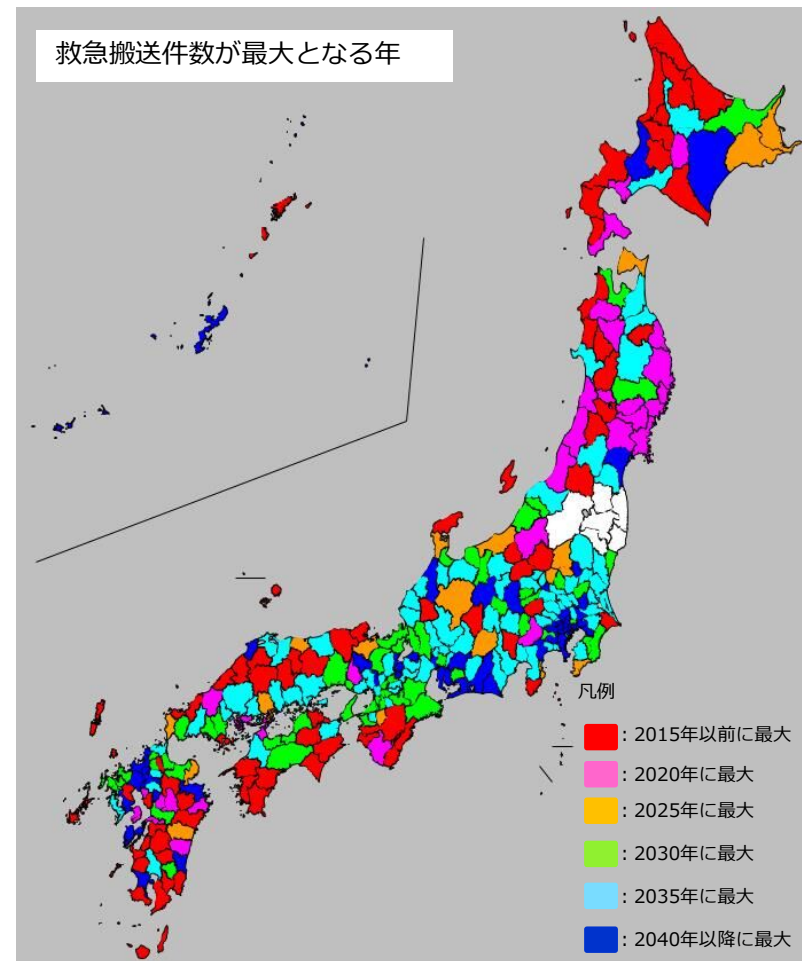 救急搬送件数が最大となる年
凡例
：2015年以前に最大
：2020年に最大
：2025年に最大
：2030年に最大
：2035年に最大
：2040年以降に最大